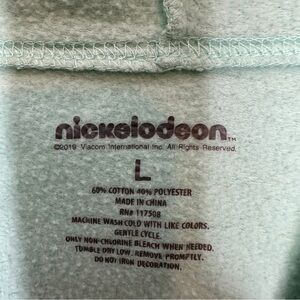 nickelodeon™
©2019 Viacom International Inc. All Rights Reserved.
L
60% COTTON 40% POLYESTER
MADE IN CHINA
RN# 117508
MACHINE WASH COLD WITH LIKE COLORS.
GENTLE CYCLE.
ONLY NON-CHLORINE BLEACH WHEN NEEDED.
TUMBLE DRY LOW. REMOVE PROMPTLY.
DO NOT IRON DECORATION.